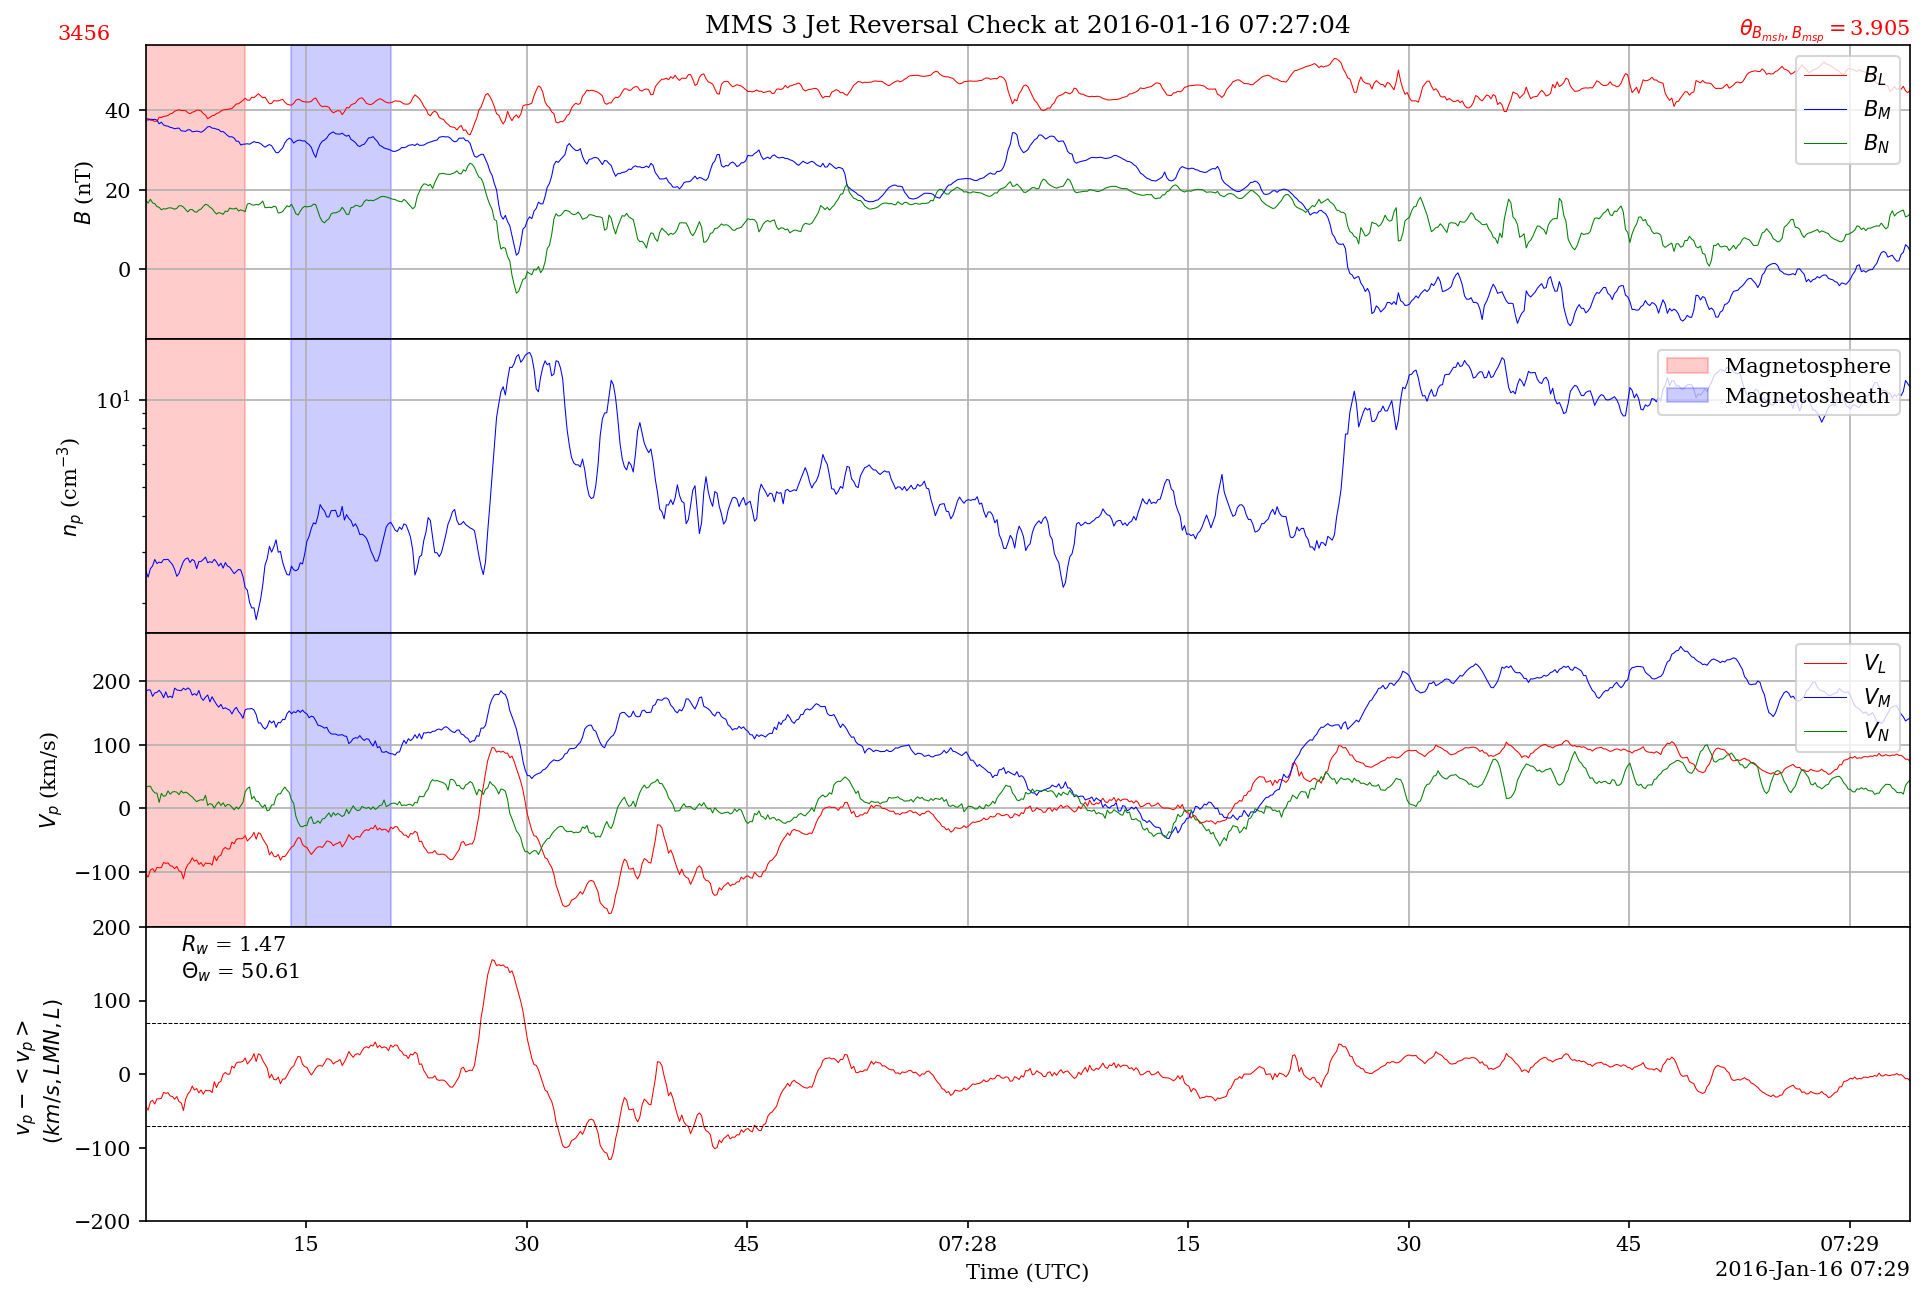 MMS 3 Jet Reversal Check at 2016-01-16 07:27:04
3456
θ_{B_{msh}, B_{msp}} = 3.905
B (nT)
40
20
0
B_L
B_M
B_N
n_p (cm^{−3})
10^1
Magnetosphere
Magnetosheath
V_p (km/s)
200
100
0
−100
V_L
V_M
V_N
v_p − < v_p >
(km/s, LMN, L)
200
100
0
−100
−200
R_w = 1.47
Θ_w = 50.61
15
30
45
07:28
15
30
45
07:29
Time (UTC)
2016-Jan-16 07:29